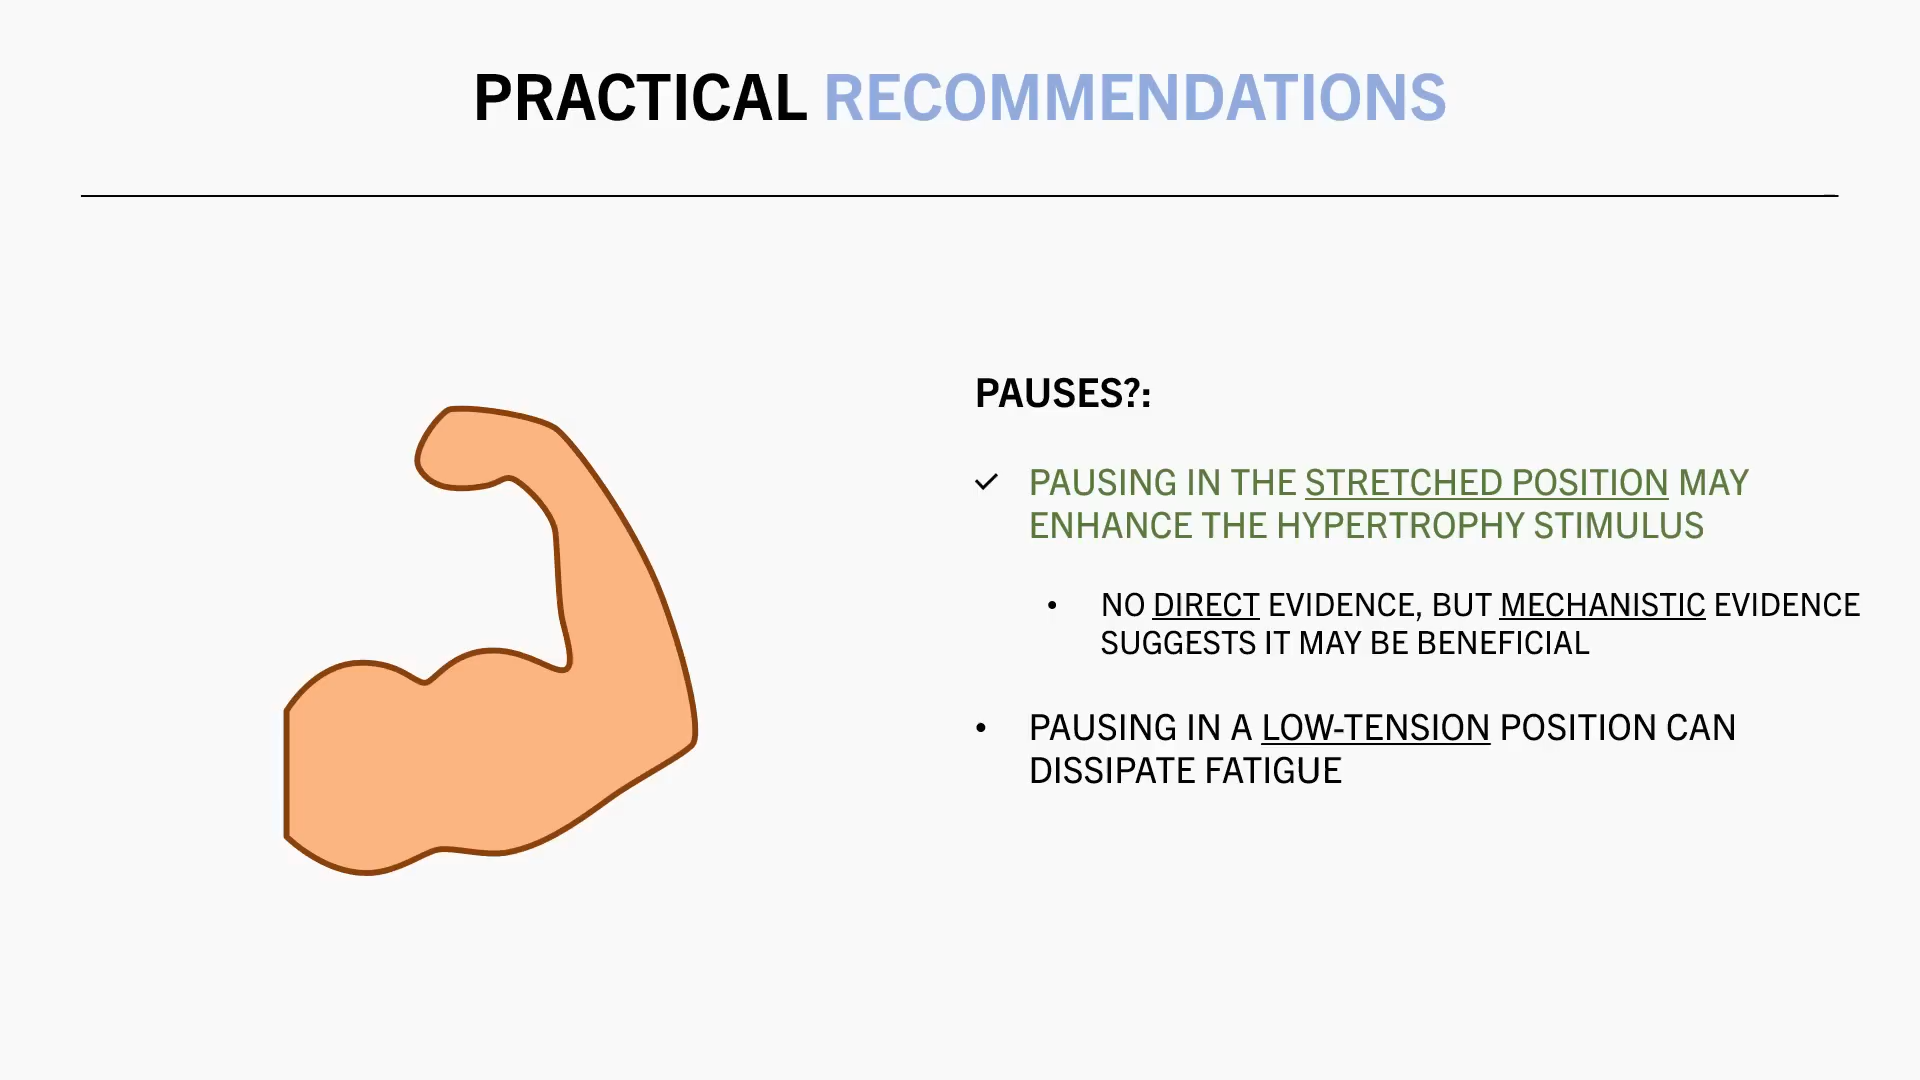 PRACTICAL RECOMMENDATIONS
PAUSES?:
PAUSING IN THE STRETCHED POSITION MAY
ENHANCE THE HYPERTROPHY STIMULUS
NO DIRECT EVIDENCE, BUT MECHANISTIC EVIDENCE
SUGGESTS IT MAY BE BENEFICIAL
PAUSING IN A LOW-TENSION POSITION CAN
DISSIPATE FATIGUE